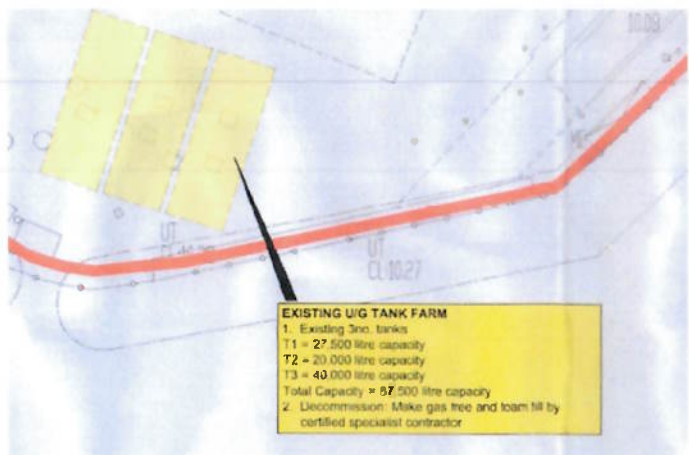 10.09
UT
UT
CL 10.27
EXISTING U/G TANK FARM
1. Existing 3no. tanks
T1 = 27,500 litre capacity
T2 = 20,000 litre capacity
T3 = 40,000 litre capacity
Total Capacity = 87,500 litre capacity
2. Decommission: Make gas free and foam fill by
certified specialist contractor